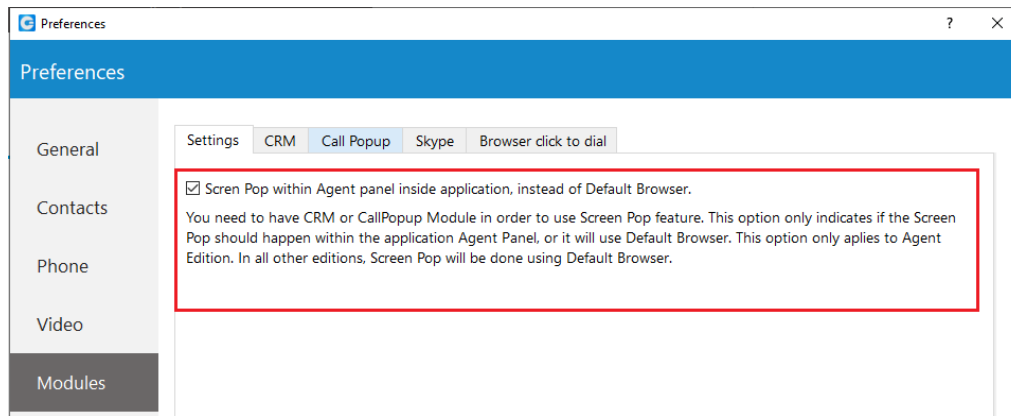 Preferences
?
Preferences
General
Contacts
Phone
Video
Modules
Settings CRM Call Popup Skype Browser click to dial
Scren Pop within Agent panel inside application, instead of Default Browser.
You need to have CRM or CallPopup Module in order to use Screen Pop feature. This option only indicates if the Screen
Pop should happen within the application Agent Panel, or it will use Default Browser. This option only aplies to Agent
Edition. In all other editions, Screen Pop will be done using Default Browser.